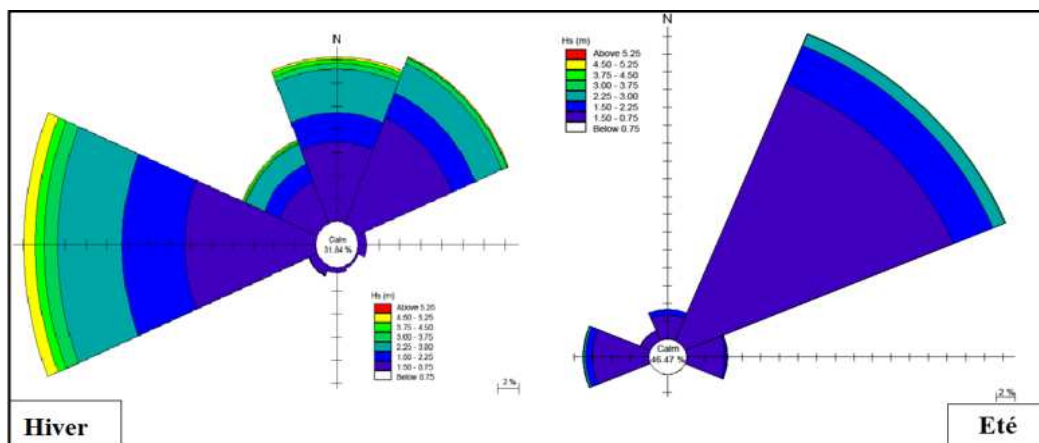 N
Calm
31.84 %
Hs (m)
Above 5.25
4.50 - 5.25
3.75 - 4.50
3.00 - 3.75
2.25 - 3.00
1.50 - 2.25
1.50 - 0.75
Below 0.75
2 %
Hiver
N
Hs (m)
Above 5.25
4.50 - 5.25
3.75 - 4.50
3.00 - 3.75
2.25 - 3.00
1.50 - 2.25
1.50 - 0.75
Below 0.75
Calm
46.47 %
2 %
Eté